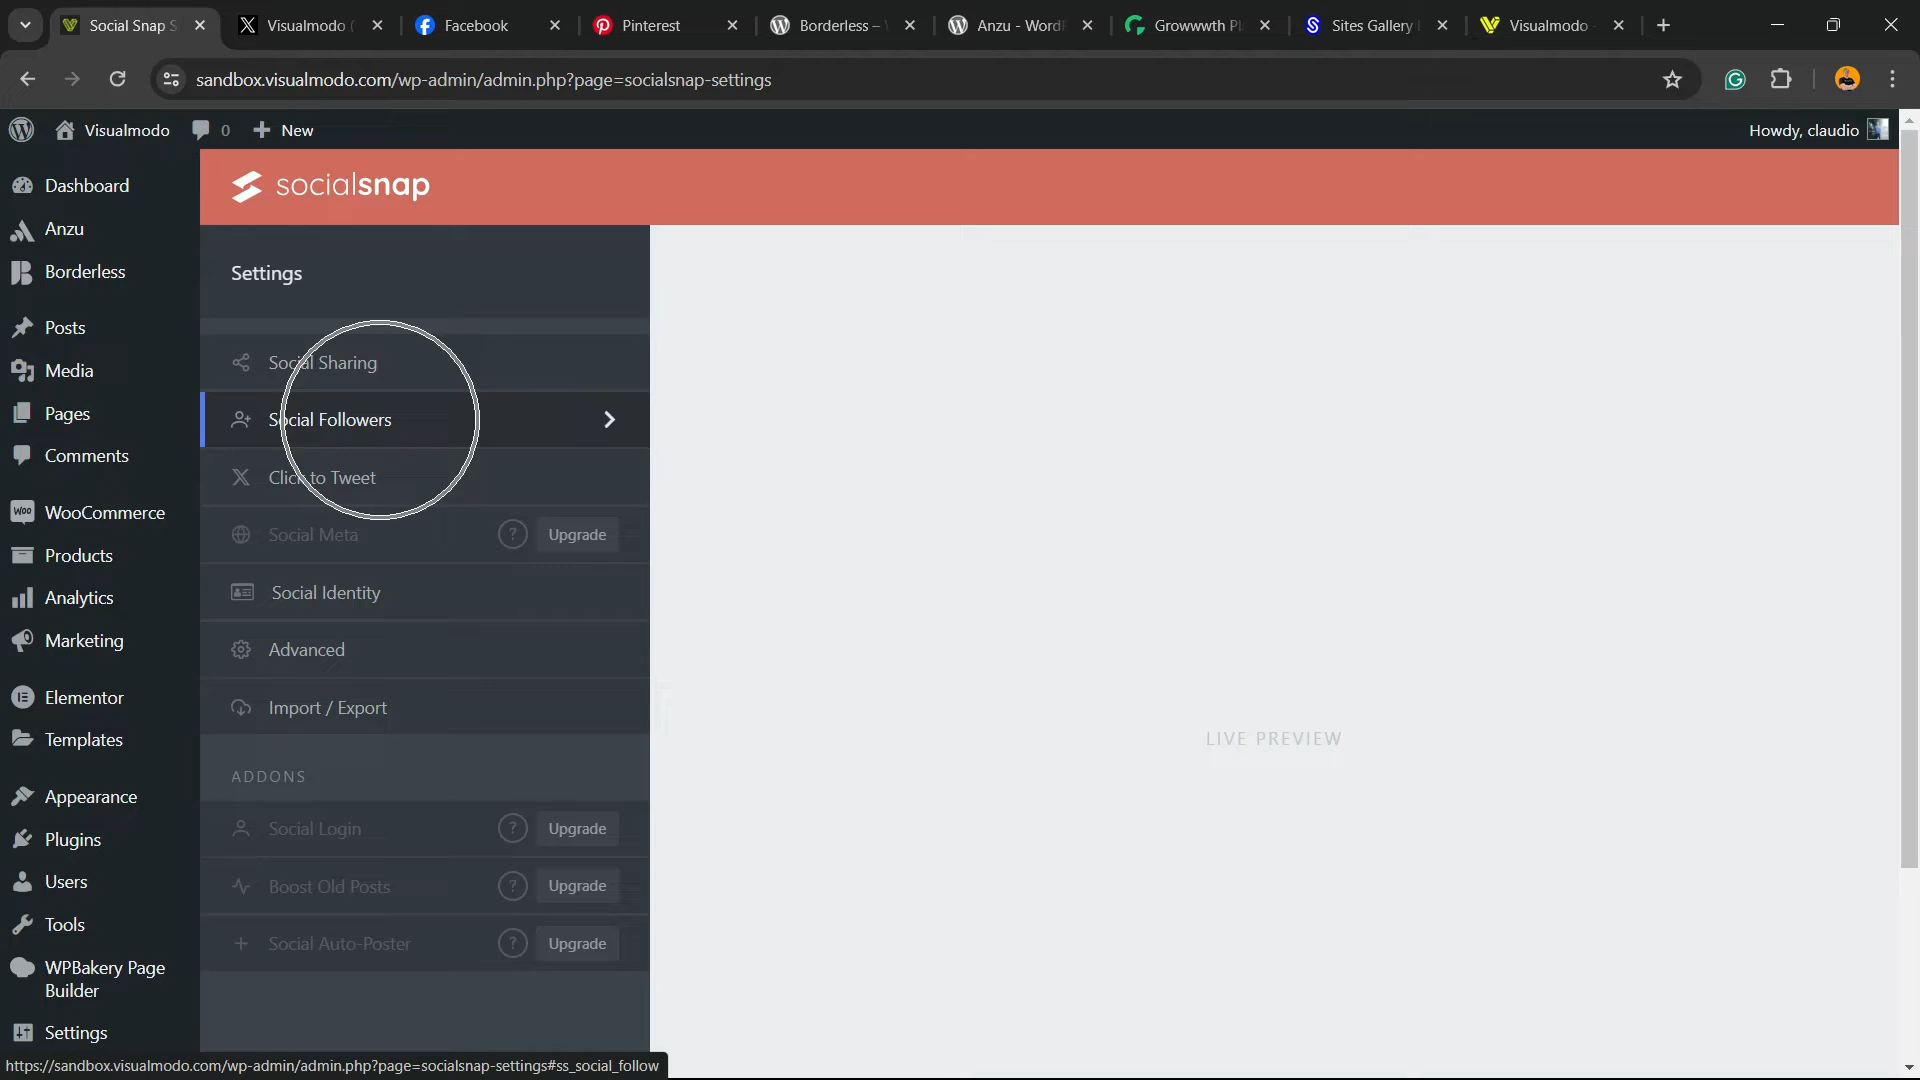 Social Snap S
Visualmodo (
Facebook
Pinterest
Borderless –
Anzu - WordP
Growwwth Pl
Sites Gallery
Visualmodo
sandbox.visualmodo.com/wp-admin/admin.php?page=socialsnap-settings
Visualmodo
0
New
Howdy, claudio
Dashboard
Anzu
Borderless
Posts
Media
Pages
Comments
WooCommerce
Products
Analytics
Marketing
Elementor
Templates
Appearance
Plugins
Users
Tools
WPBakery Page
Builder
Settings
socialsnap
Settings
Social Sharing
Social Followers
Click to Tweet
Social Meta
? Upgrade
Social Identity
Advanced
Import / Export
ADDONS
Social Login
? Upgrade
Boost Old Posts
? Upgrade
Social Auto-Poster
? Upgrade
LIVE PREVIEW
https://sandbox.visualmodo.com/wp-admin/admin.php?page=socialsnap-settings#ss_social_follow